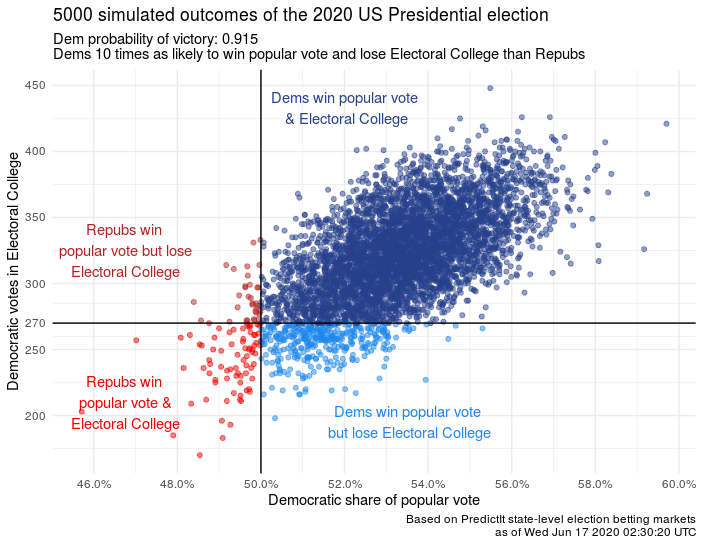 5000 simulated outcomes of the 2020 US Presidential election
Dem probability of victory: 0.915
Dems 10 times as likely to win popular vote and lose Electoral College than Repubs
Democratic votes in Electoral College
450
400
350
300
270
250
200
Dems win popular vote
& Electoral College
Repubs win
popular vote but lose
Electoral College
Repubs win
popular vote &
Electoral College
Dems win popular vote
but lose Electoral College
46.0%
48.0%
50.0%
52.0%
54.0%
56.0%
58.0%
60.0%
Democratic share of popular vote
Based on PredictIt state-level election betting markets
as of Wed Jun 17 2020 02:30:20 UTC